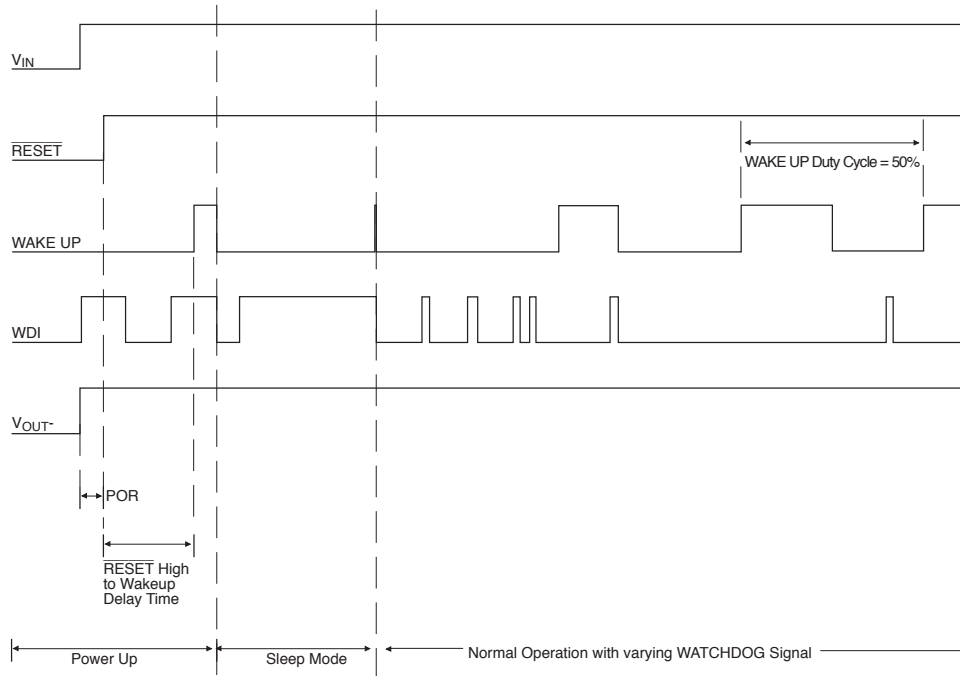 VIN
RESET
WAKE UP Duty Cycle = 50%
WAKE UP
WDI
VOUT-
POR
RESET High
to Wakeup
Delay Time
Power Up
Sleep Mode
Normal Operation with varying WATCHDOG Signal